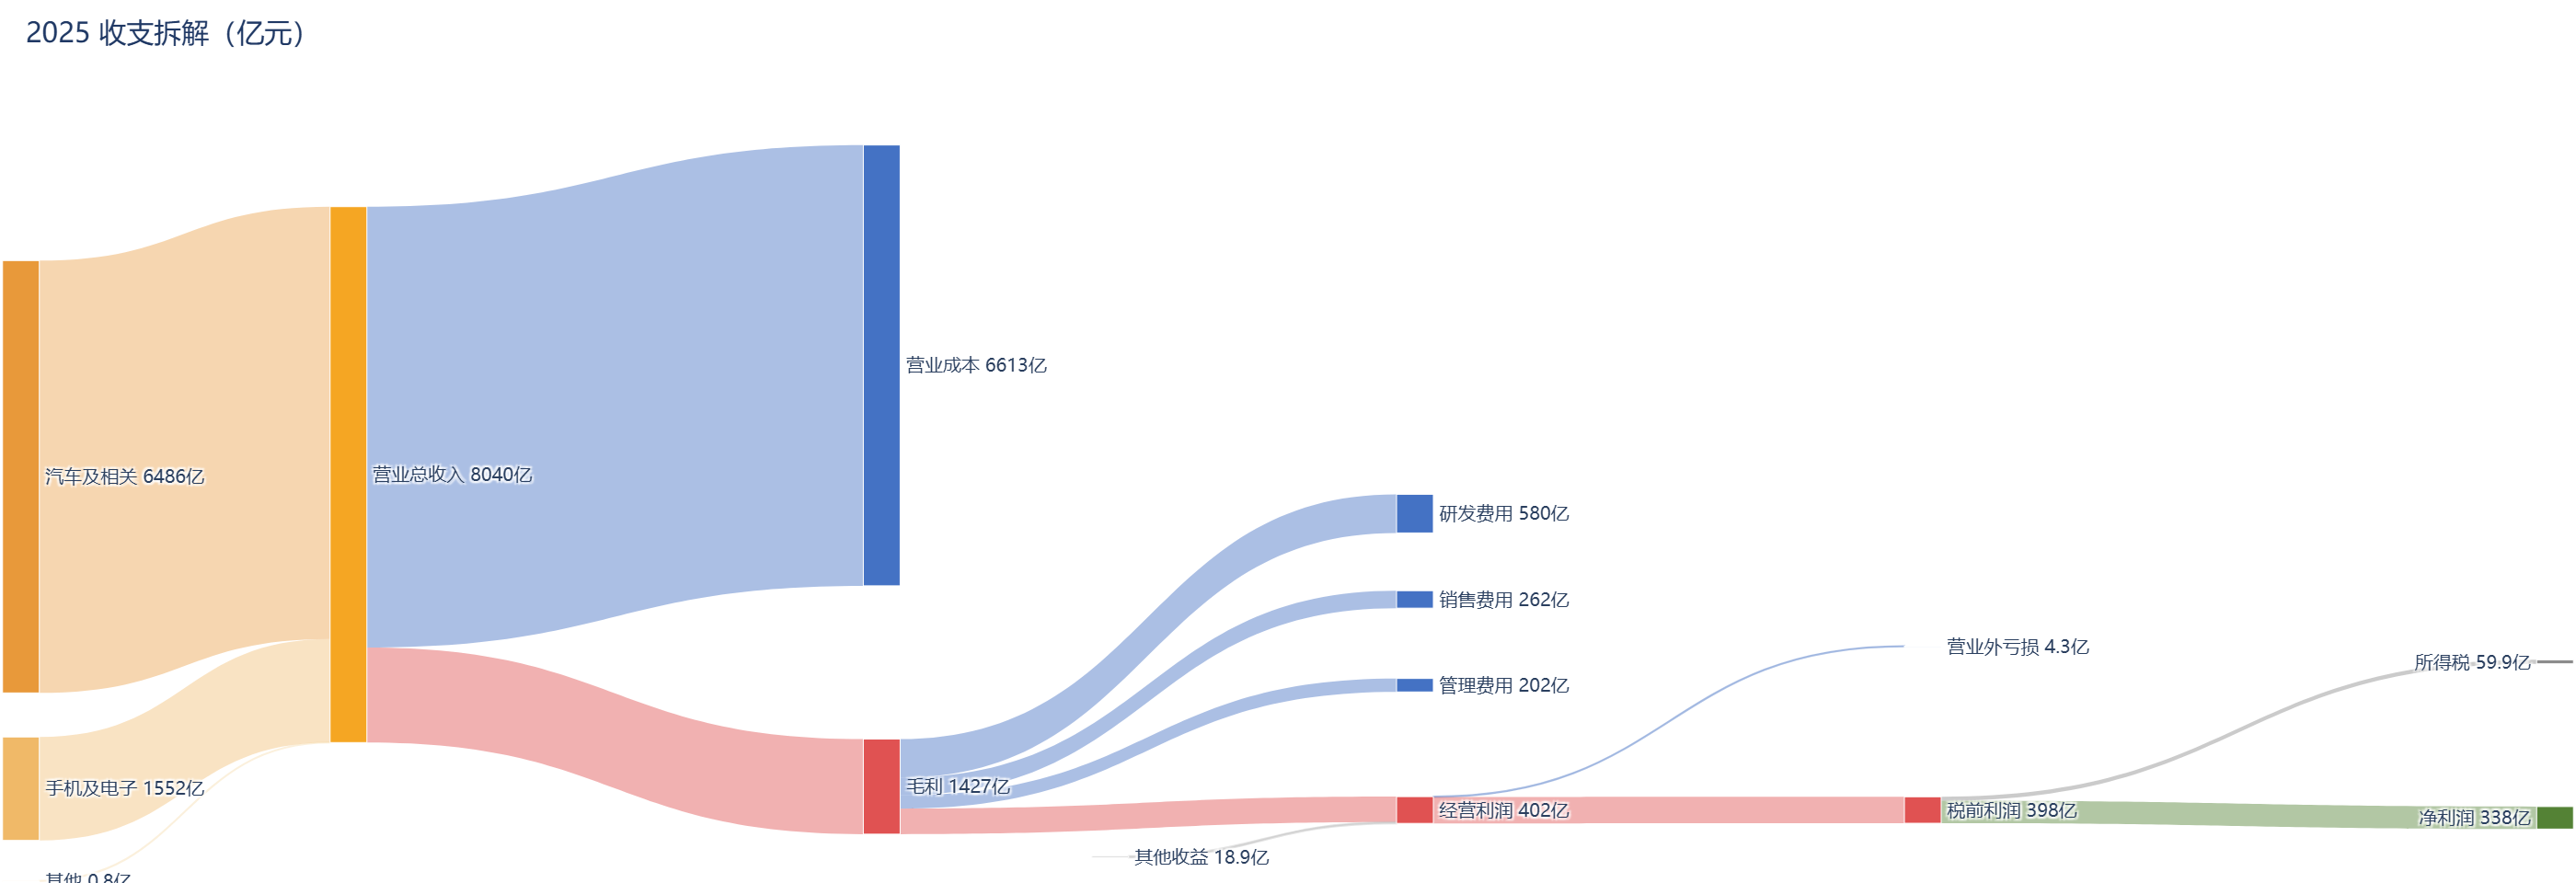 2025 收支拆解（亿元）
营业成本 6613亿
汽车及相关 6486亿
营业总收入 8040亿
研发费用 580亿
销售费用 262亿
营业外亏损 4.3亿
所得税 59.9亿
管理费用 202亿
手机及电子 1552亿
毛利 1427亿
经营利润 402亿
税前利润 398亿
净利润 338亿
其他收益 18.9亿
其他 0.8亿